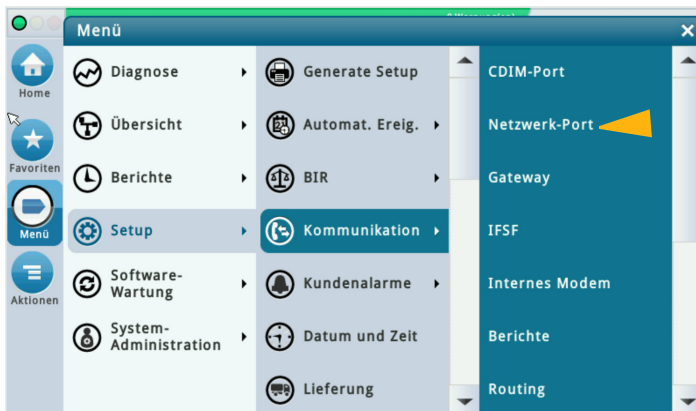 Menü
Home
Favoriten
Menü
Aktionen
Diagnose
Übersicht
Berichte
Setup
Software-
Wartung
System-
Administration
Generate Setup
Automat. Ereig.
BIR
Kommunikation
Kundenalarme
Datum und Zeit
Lieferung
CDIM-Port
Netzwerk-Port
Gateway
IFSF
Internes Modem
Berichte
Routing